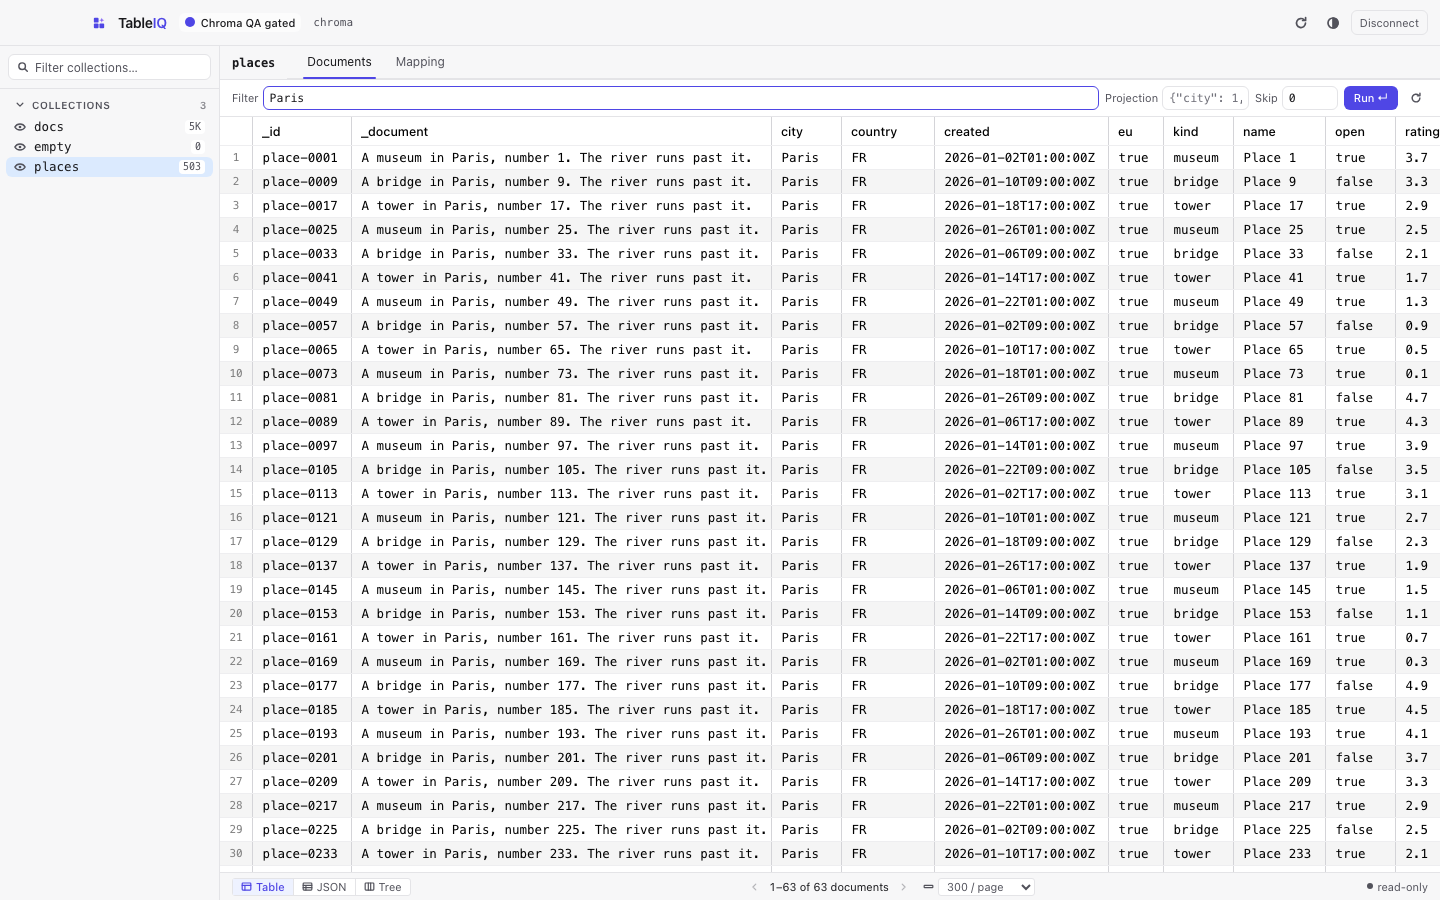 TableIQ Chroma QA gated chroma Disconnect
Filter collections...
COLLECTIONS 3
docs 5K
empty 0
places 503
places Documents Mapping
Filter Paris Projection {"city": 1, Skip 0 Run
_id _document city country created eu kind name open rating
1 place-0001 A museum in Paris, number 1. The river runs past it. Paris FR 2026-01-02T01:00:00Z true museum Place 1 true 3.7
2 place-0009 A bridge in Paris, number 9. The river runs past it. Paris FR 2026-01-10T09:00:00Z true bridge Place 9 false 3.3
3 place-0017 A tower in Paris, number 17. The river runs past it. Paris FR 2026-01-18T17:00:00Z true tower Place 17 true 2.9
4 place-0025 A museum in Paris, number 25. The river runs past it. Paris FR 2026-01-26T01:00:00Z true museum Place 25 true 2.5
5 place-0033 A bridge in Paris, number 33. The river runs past it. Paris FR 2026-01-06T09:00:00Z true bridge Place 33 false 2.1
6 place-0041 A tower in Paris, number 41. The river runs past it. Paris FR 2026-01-14T17:00:00Z true tower Place 41 true 1.7
7 place-0049 A museum in Paris, number 49. The river runs past it. Paris FR 2026-01-22T01:00:00Z true museum Place 49 true 1.3
8 place-0057 A bridge in Paris, number 57. The river runs past it. Paris FR 2026-01-02T09:00:00Z true bridge Place 57 false 0.9
9 place-0065 A tower in Paris, number 65. The river runs past it. Paris FR 2026-01-10T17:00:00Z true tower Place 65 true 0.5
10 place-0073 A museum in Paris, number 73. The river runs past it. Paris FR 2026-01-18T01:00:00Z true museum Place 73 true 0.1
11 place-0081 A bridge in Paris, number 81. The river runs past it. Paris FR 2026-01-26T09:00:00Z true bridge Place 81 false 4.7
12 place-0089 A tower in Paris, number 89. The river runs past it. Paris FR 2026-01-06T17:00:00Z true tower Place 89 true 4.3
13 place-0097 A museum in Paris, number 97. The river runs past it. Paris FR 2026-01-14T01:00:00Z true museum Place 97 true 3.9
14 place-0105 A bridge in Paris, number 105. The river runs past it. Paris FR 2026-01-22T09:00:00Z true bridge Place 105 false 3.5
15 place-0113 A tower in Paris, number 113. The river runs past it. Paris FR 2026-01-02T17:00:00Z true tower Place 113 true 3.1
16 place-0121 A museum in Paris, number 121. The river runs past it. Paris FR 2026-01-10T01:00:00Z true museum Place 121 true 2.7
17 place-0129 A bridge in Paris, number 129. The river runs past it. Paris FR 2026-01-18T09:00:00Z true bridge Place 129 false 2.3
18 place-0137 A tower in Paris, number 137. The river runs past it. Paris FR 2026-01-26T17:00:00Z true tower Place 137 true 1.9
19 place-0145 A museum in Paris, number 145. The river runs past it. Paris FR 2026-01-06T01:00:00Z true museum Place 145 true 1.5
20 place-0153 A bridge in Paris, number 153. The river runs past it. Paris FR 2026-01-14T09:00:00Z true bridge Place 153 false 1.1
21 place-0161 A tower in Paris, number 161. The river runs past it. Paris FR 2026-01-22T17:00:00Z true tower Place 161 true 0.7
22 place-0169 A museum in Paris, number 169. The river runs past it. Paris FR 2026-01-02T01:00:00Z true museum Place 169 true 0.3
23 place-0177 A bridge in Paris, number 177. The river runs past it. Paris FR 2026-01-10T09:00:00Z true bridge Place 177 false 4.9
24 place-0185 A tower in Paris, number 185. The river runs past it. Paris FR 2026-01-18T17:00:00Z true tower Place 185 true 4.5
25 place-0193 A museum in Paris, number 193. The river runs past it. Paris FR 2026-01-26T01:00:00Z true museum Place 193 true 4.1
26 place-0201 A bridge in Paris, number 201. The river runs past it. Paris FR 2026-01-06T09:00:00Z true bridge Place 201 false 3.7
27 place-0209 A tower in Paris, number 209. The river runs past it. Paris FR 2026-01-14T17:00:00Z true tower Place 209 true 3.3
28 place-0217 A museum in Paris, number 217. The river runs past it. Paris FR 2026-01-22T01:00:00Z true museum Place 217 true 2.9
29 place-0225 A bridge in Paris, number 225. The river runs past it. Paris FR 2026-01-02T09:00:00Z true bridge Place 225 false 2.5
30 place-0233 A tower in Paris, number 233. The river runs past it. Paris FR 2026-01-10T17:00:00Z true tower Place 233 true 2.1
Table JSON Tree 1–63 of 63 documents 300 / page read-only